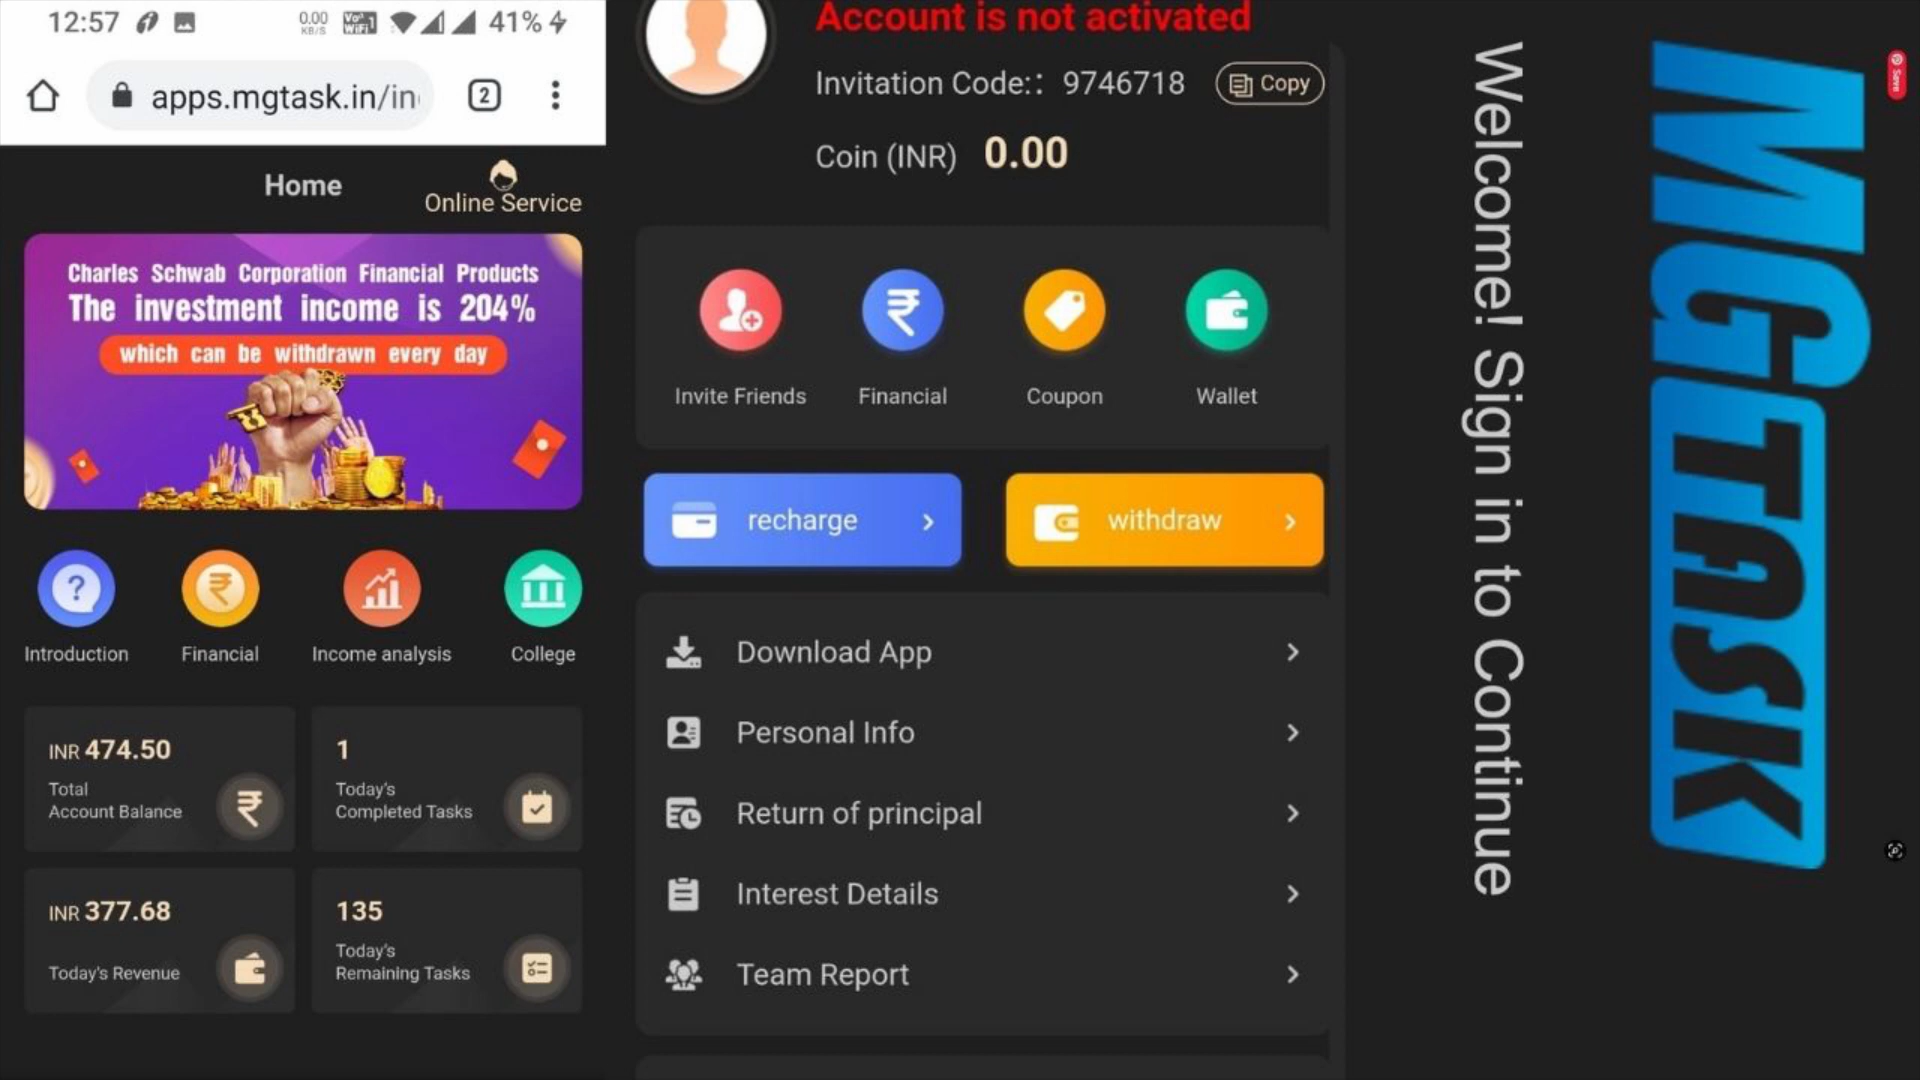 12:57
0.00
KB/S
Vo))
WiFi 1
41%
apps.mgtask.in/in
2
Home
Online Service
Charles Schwab Corporation Financial Products
The investment income is 204%
which can be withdrawn every day
Introduction
Financial
Income analysis
College
INR 474.50
Total
Account Balance
1
Today's
Completed Tasks
INR 377.68
Today's Revenue
135
Today's
Remaining Tasks
Account is not activated
Invitation Code:: 9746718
Copy
Coin (INR) 0.00
Invite Friends
Financial
Coupon
Wallet
recharge
withdraw
Download App
Personal Info
Return of principal
Interest Details
Team Report
Welcome! Sign in to Continue
MGTASK
Save